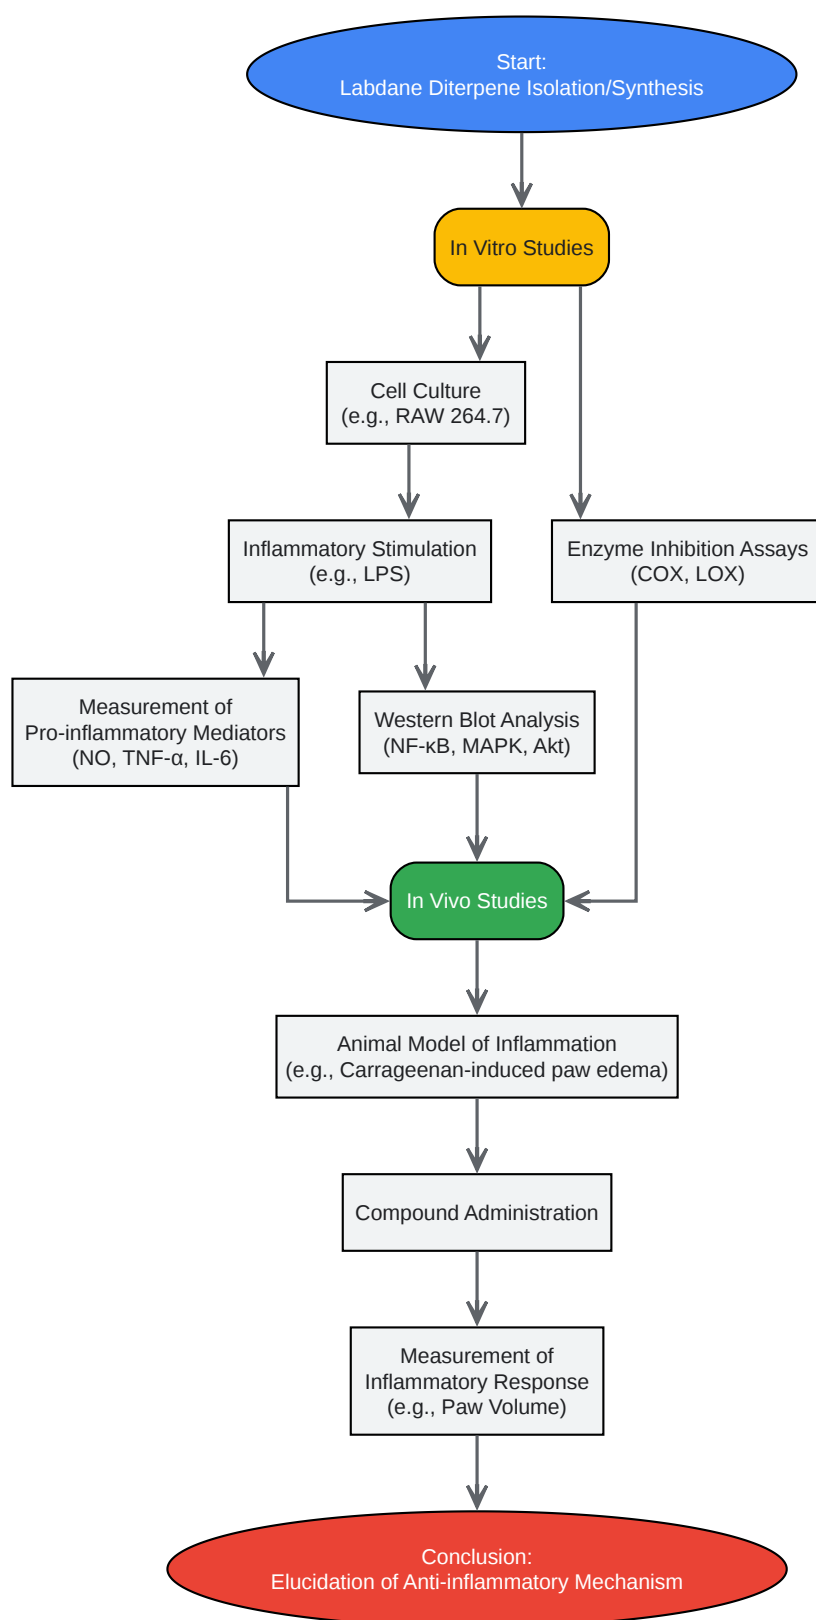 Start:
Labdane Diterpene Isolation/Synthesis
In Vitro Studies
Cell Culture
(e.g., RAW 264.7)
Inflammatory Stimulation
(e.g., LPS)
Enzyme Inhibition Assays
(COX, LOX)
Measurement of
Pro-inflammatory Mediators
(NO, TNF-α, IL-6)
Western Blot Analysis
(NF-κB, MAPK, Akt)
In Vivo Studies
Animal Model of Inflammation
(e.g., Carrageenan-induced paw edema)
Compound Administration
Measurement of
Inflammatory Response
(e.g., Paw Volume)
Conclusion:
Elucidation of Anti-inflammatory Mechanism